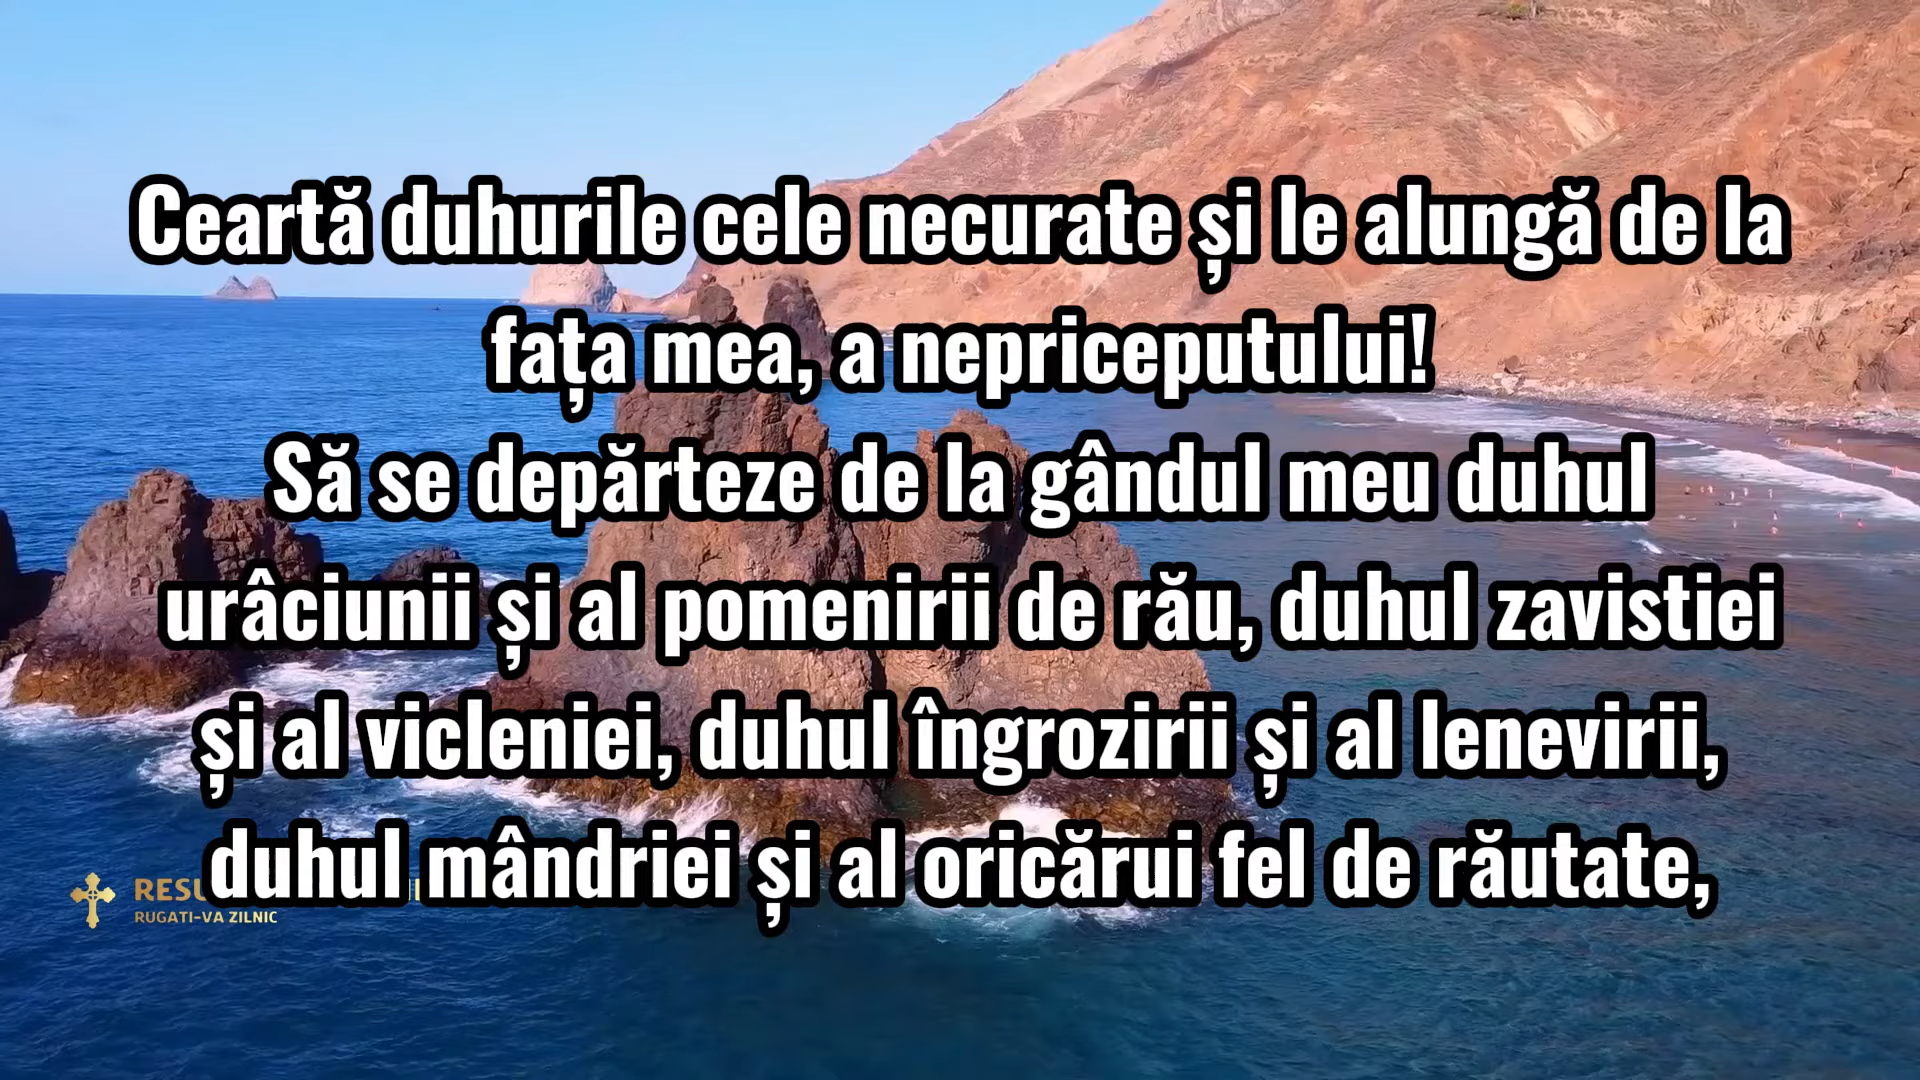 Ceartă duhurile cele necurate și le alungă de la
fața mea, a nepriceputului!
Să se depărteze de la gândul meu duhul
urâciunii și al pomenirii de rău, duhul zavistiei
și al vicleniei, duhul îngrozirii și al lenevirii,
duhul mândriei și al oricărui fel de răutate,
RUGATI-VA ZILNIC